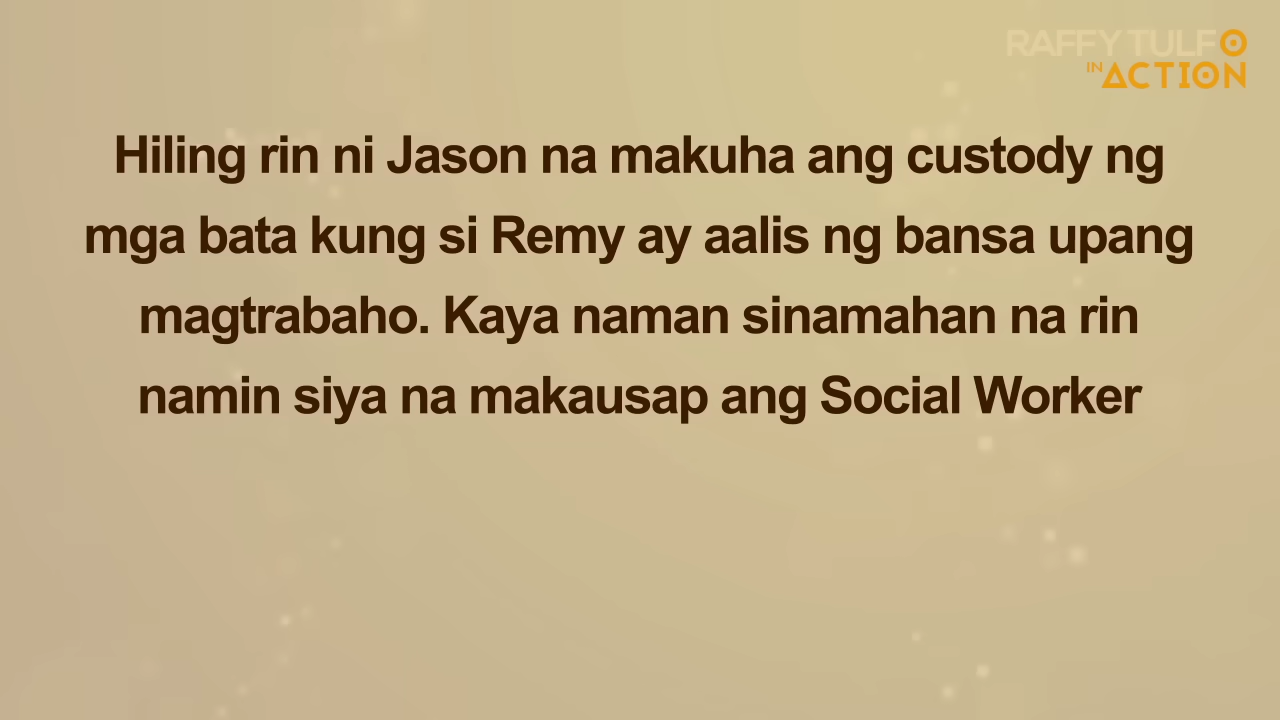 RAFFY TULFO
IN ACTION
Hiling rin ni Jason na makuha ang custody ng
mga bata kung si Remy ay aalis ng bansa upang
magtrabaho. Kaya naman sinamahan na rin
namin siya na makausap ang Social Worker